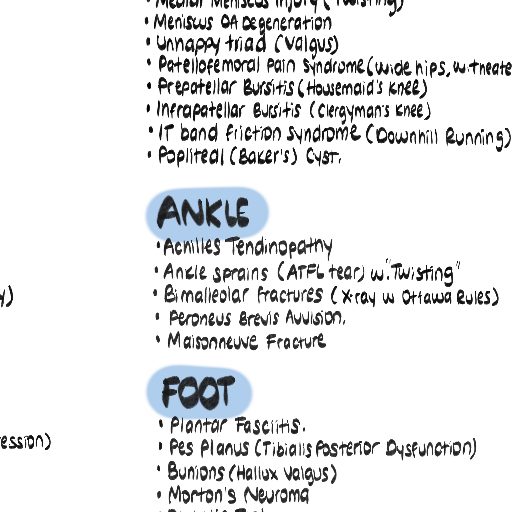 • Medial Meniscus Injury (Twisting)
• Meniscus OA Degeneration
• Unnappy triad (valgus)
• Patellofemoral Pain Syndrome (wide hips, w. theate
• Prepatellar Bursitis (Housemaid's knee)
• Infrapatellar Bursitis (Clergyman's knee)
• IT band friction syndrome (Downhill Running)
• Popliteal (Baker's) Cyst.
ANKLE
• Achilles Tendinopathy
• Ankle sprains (ATFL tear) w. "Twisting"
y)
• Bimalleolar fractures (X-ray w Ottawa Rules)
• Peroneus Brevis Avulsion.
• Maisonneuve Fracture
FOOT
• Plantar Fasciitis.
ession)
• Pes Planus (Tibialis Posterior Dysfunction)
• Bunions (Hallux Valgus)
• Morton's Neuroma